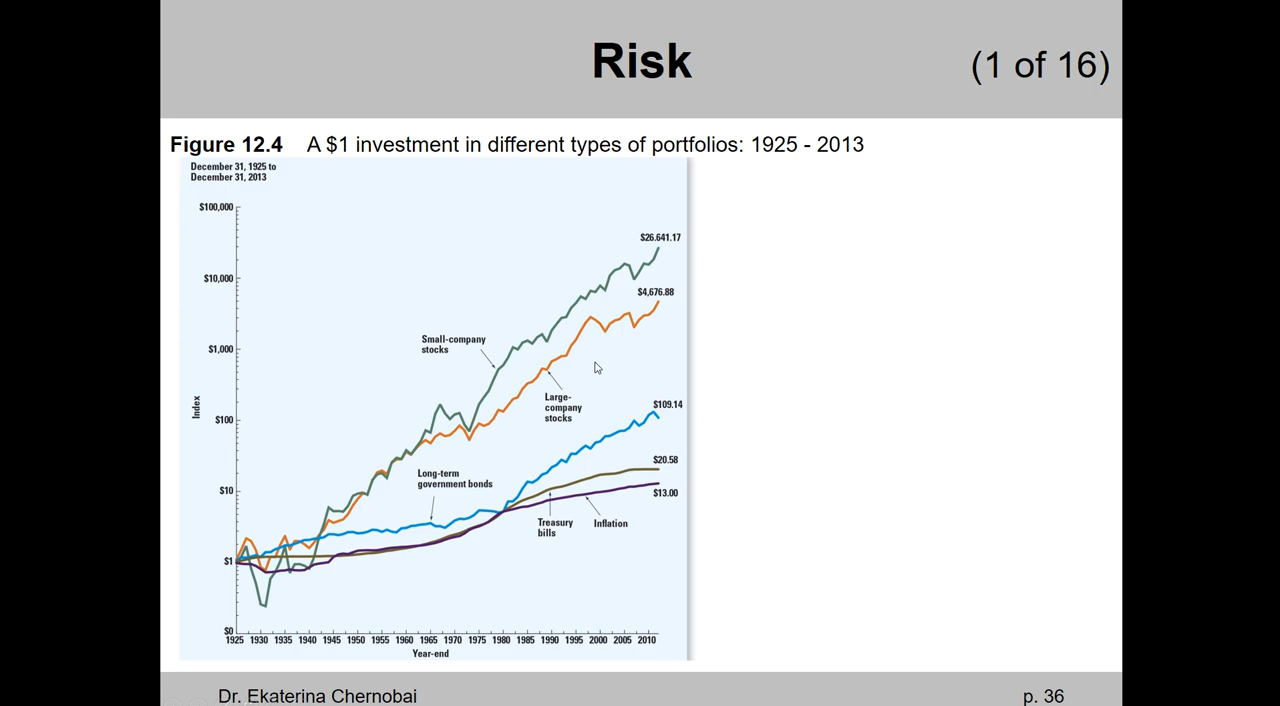 Risk
(1 of 16)
Figure 12.4 A $1 investment in different types of portfolios: 1925 - 2013
December 31, 1925 to
December 31, 2013
$100,000
$26.641.17
$10,000
$4,676.88
Small-company
stocks
$1,000
Large-
company
stocks
Index
$109.14
$100
Long-term
government bonds
$20.58
$10
$13.00
Treasury
bills
Inflation
$1
$0
1925 1930 1935 1940 1945 1950 1955 1960 1965 1970 1975 1980 1985 1990 1995 2000 2005 2010
Year-end
Dr. Ekaterina Chernobai
p. 36